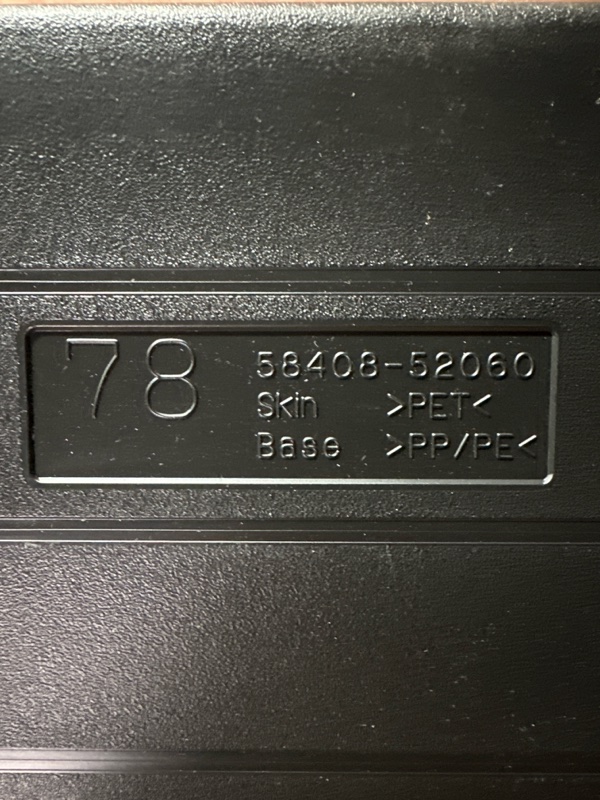 78
58408-52060
Skin >PET<
Base >PP/PE<